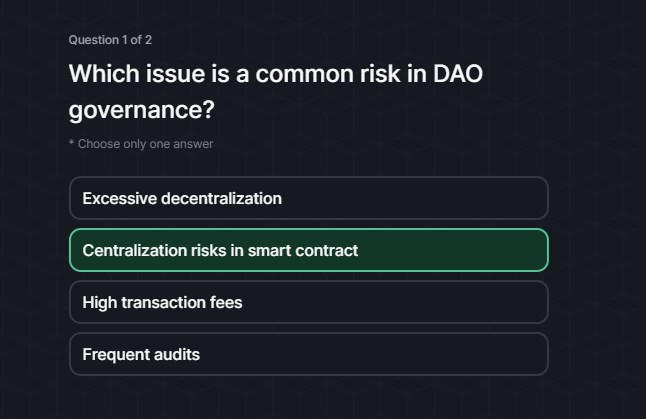 Question 1 of 2
Which issue is a common risk in DAO
governance?
* Choose only one answer
Excessive decentralization
Centralization risks in smart contract
High transaction fees
Frequent audits